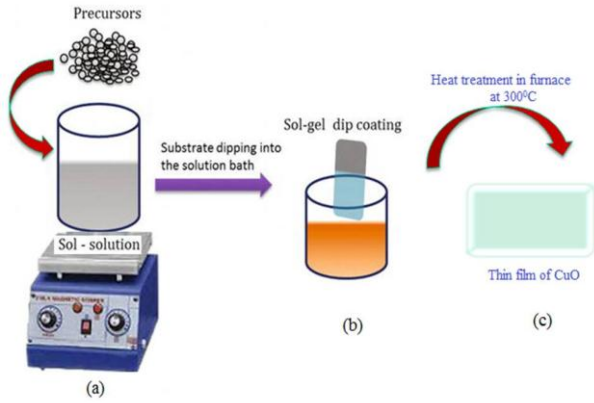 Precursors
Sol - solution
(a)
Substrate dipping into
the solution bath
Sol-gel dip coating
(b)
Heat treatment in furnace
at 300⁰C
Thin film of CuO
(c)